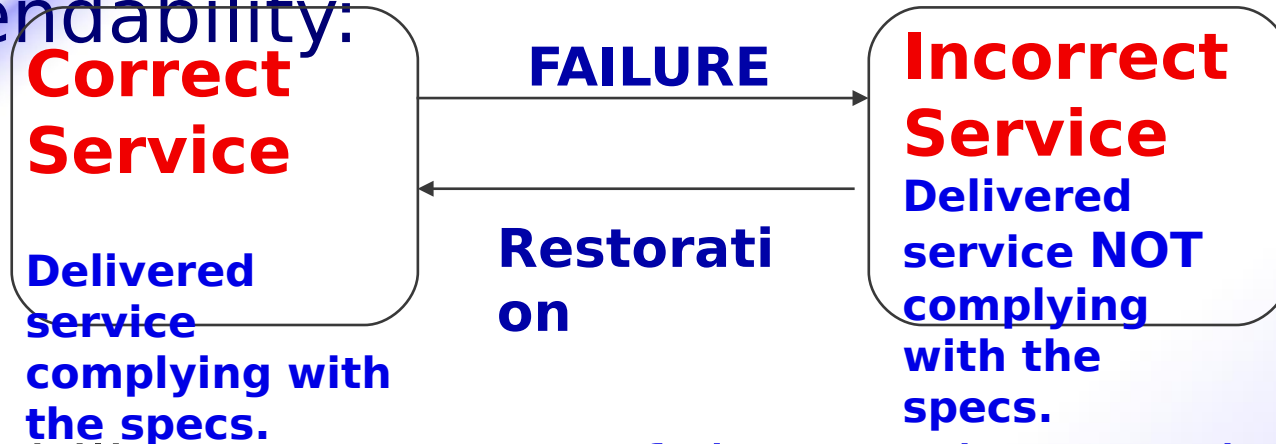 Correct
Service
Delivered
service
complying with
the specs.
FAILURE
Restorati
on
Incorrect
Service
Delivered
service NOT
complying
with the
specs.